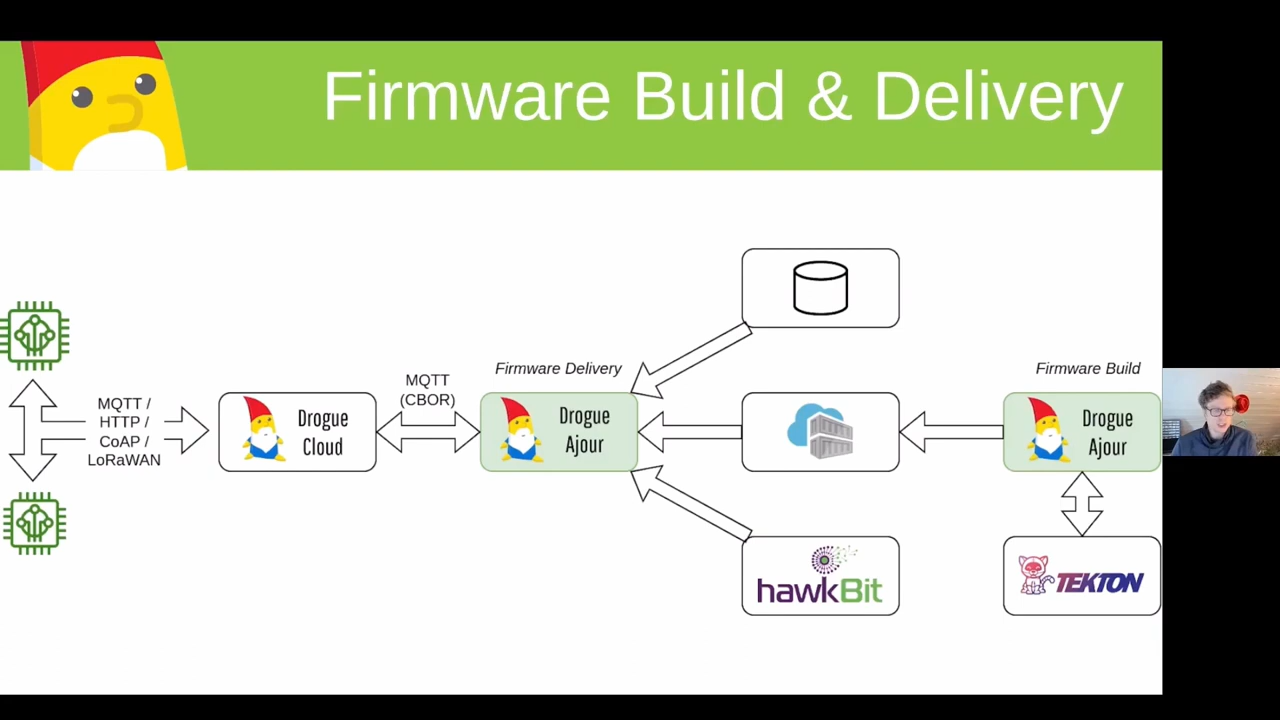 Firmware Build & Delivery
Firmware Delivery
Firmware Build
MQTT
(CBOR)
MQTT /
HTTP /
CoAP /
LoRaWAN
Drogue
Cloud
Drogue
Ajour
Drogue
Ajour
hawkBit
TEKTON